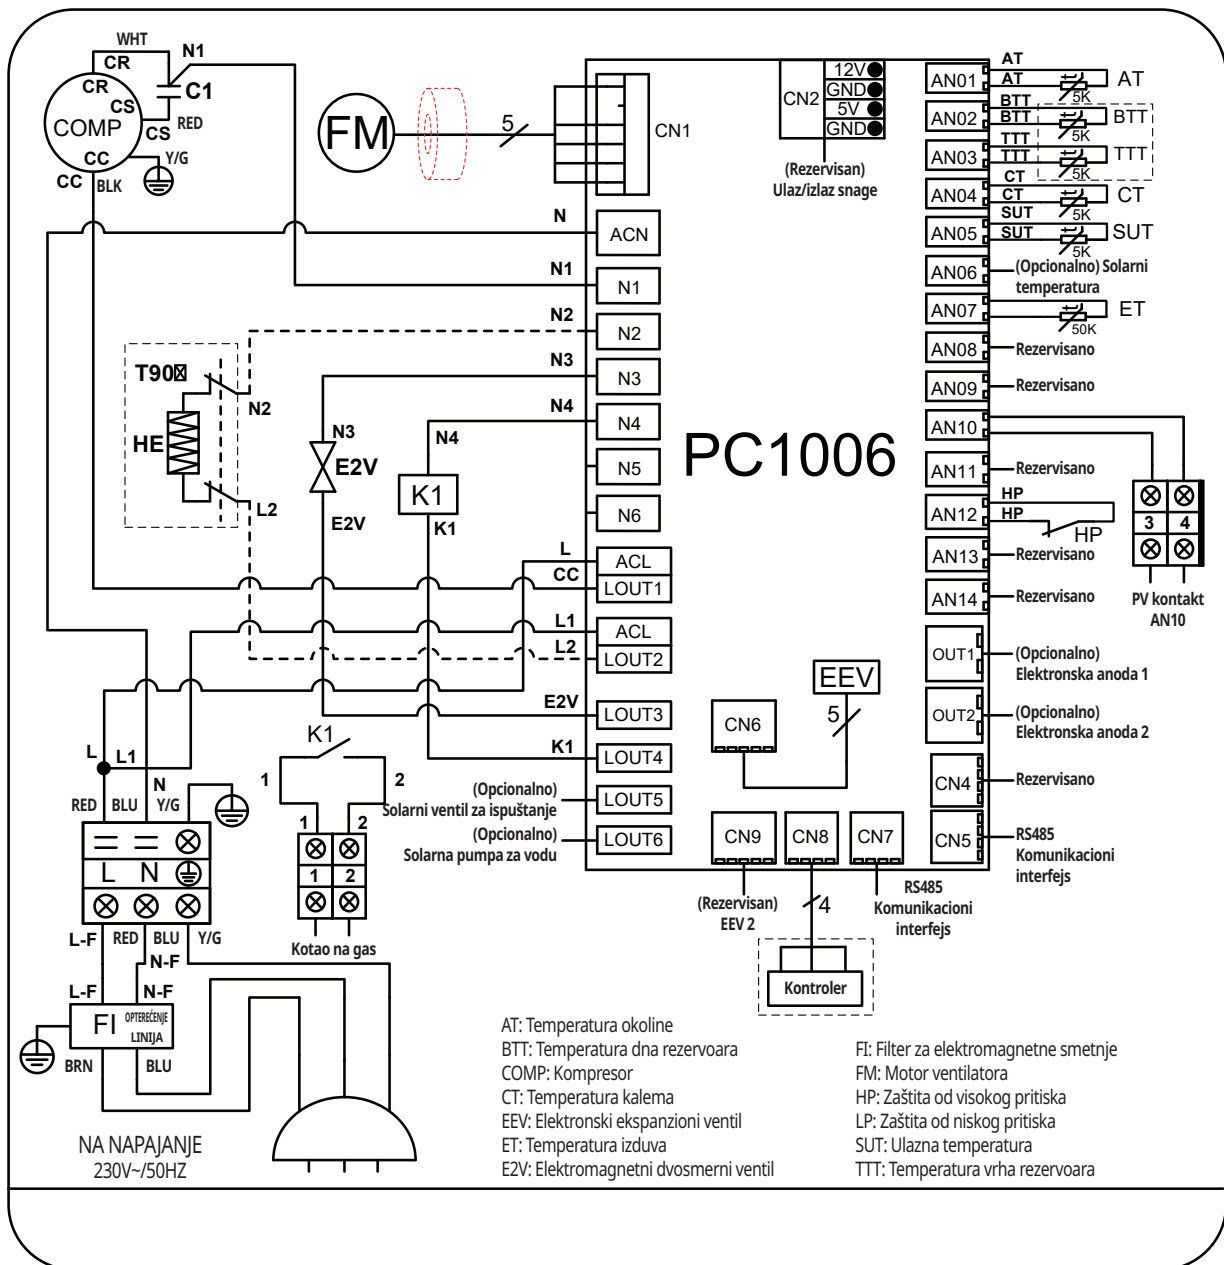 WHT
CR
N1
CR
C1
CS
COMP
CS
RED
CC
Y/G
CC
BLK
FM
5
CN1
CN2
12V
GND
5V
GND
(Rezervisan)
Ulaz/izlaz snage
N
ACN
N1
N1
N2
N2
N3
N3
N4
N4
N5
N6
T90
N2
HE
L2
N3
E2V
E2V
N4
K1
K1
PC1006
L
ACL
CC
LOUT1
L1
ACL
L2
LOUT2
E2V
LOUT3
K1
LOUT4
(Opcionalno)
Solarni ventil za ispuštanje
LOUT5
(Opcionalno)
Solarna pumpa za vodu
LOUT6
AN01
AT
AT
5K
AT
AN02
BTT
BTT
5K
BTT
AN03
TTT
TTT
5K
TTT
AN04
CT
CT
5K
CT
AN05
SUT
SUT
5K
SUT
AN06
(Opcionalno) Solarni
temperatura
AN07
50K
ET
AN08
Rezervisano
AN09
Rezervisano
AN10
AN11
Rezervisano
AN12
HP
HP
HP
AN13
Rezervisano
AN14
Rezervisano
3 4
PV kontakt
AN10
OUT1
(Opcionalno)
Elektronska anoda 1
OUT2
(Opcionalno)
Elektronska anoda 2
CN4
Rezervisano
CN5
RS485
Komunikacioni
interfejs
EEV
5
CN6
CN9
CN8
CN7
(Rezervisan)
EEV 2
4
RS485
Komunikacioni
interfejs
Kontroler
K1
1
2
1
2
1 2
Kotao na gas
L
L1
N
RED
BLU
Y/G
L N
L-F
RED
BLU
Y/G
N-F
L-F
N-F
FI
OPTEREĆENJE
LINIJA
BRN
BLU
NA NAPAJANJE
230V~/50HZ
AT: Temperatura okoline
BTT: Temperatura dna rezervoara
COMP: Kompresor
CT: Temperatura kalema
EEV: Elektronski ekspanzioni ventil
ET: Temperatura izduva
E2V: Elektromagnetni dvosmerni ventil
FI: Filter za elektromagnetne smetnje
FM: Motor ventilatora
HP: Zaštita od visokog pritiska
LP: Zaštita od niskog pritiska
SUT: Ulazna temperatura
TTT: Temperatura vrha rezervoara